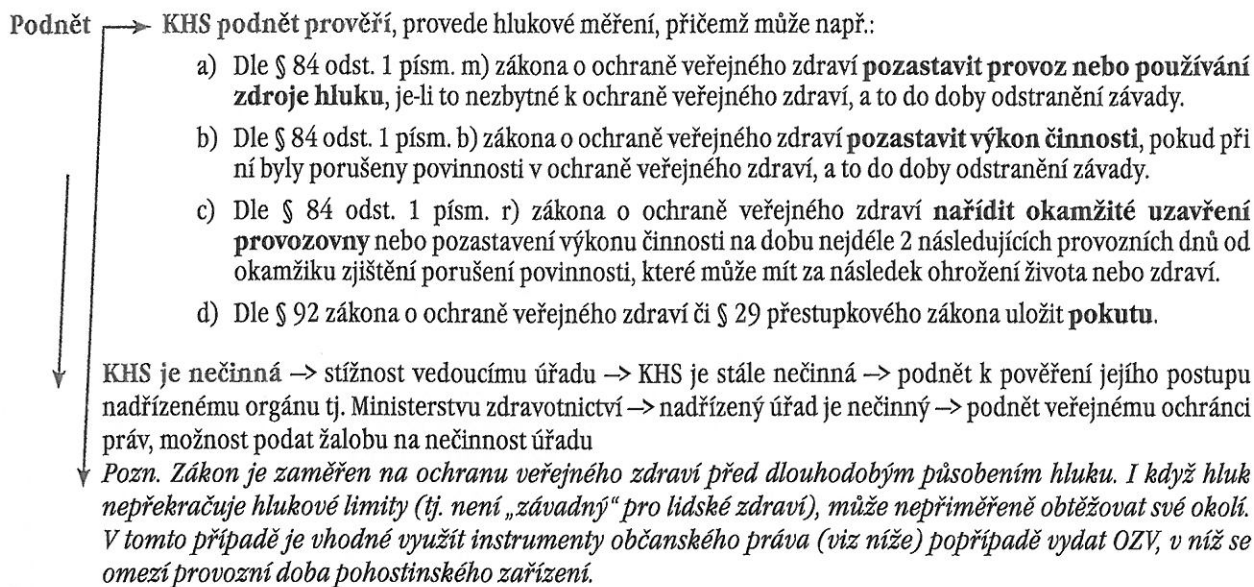 Podnět → KHS podnět prověří, provede hlukové měření, přičemž může např.:
a) Dle § 84 odst. 1 písm. m) zákona o ochraně veřejného zdraví pozastavit provoz nebo používání
zdroje hluku, je-li to nezbytné k ochraně veřejného zdraví, a to do doby odstranění závady.
b) Dle § 84 odst. 1 písm. b) zákona o ochraně veřejného zdraví pozastavit výkon činnosti, pokud při
ní byly porušeny povinnosti v ochraně veřejného zdraví, a to do doby odstranění závady.
c) Dle § 84 odst. 1 písm. r) zákona o ochraně veřejného zdraví nařídit okamžité uzavření
provozovny nebo pozastavení výkonu činnosti na dobu nejdéle 2 následujících provozních dnů od
okamžiku zjištění porušení povinnosti, které může mít za následek ohrožení života nebo zdraví.
d) Dle § 92 zákona o ochraně veřejného zdraví či § 29 přestupkového zákona uložit pokutu.
KHS je nečinná –> stížnost vedoucímu úřadu –> KHS je stále nečinná –> podnět k pověření jejího postupu
nadřízenému orgánu tj. Ministerstvu zdravotnictví –> nadřízený úřad je nečinný –> podnět veřejnému ochránci
práv, možnost podat žalobu na nečinnost úřadu
Pozn. Zákon je zaměřen na ochranu veřejného zdraví před dlouhodobým působením hluku. I když hluk
nepřekračuje hlukové limity (tj. není „závadný" pro lidské zdraví), může nepřiměřeně obtěžovat své okolí.
V tomto případě je vhodné využít instrumenty občanského práva (viz níže) popřípadě vydat OZV, v níž se
omezí provozní doba pohostinského zařízení.